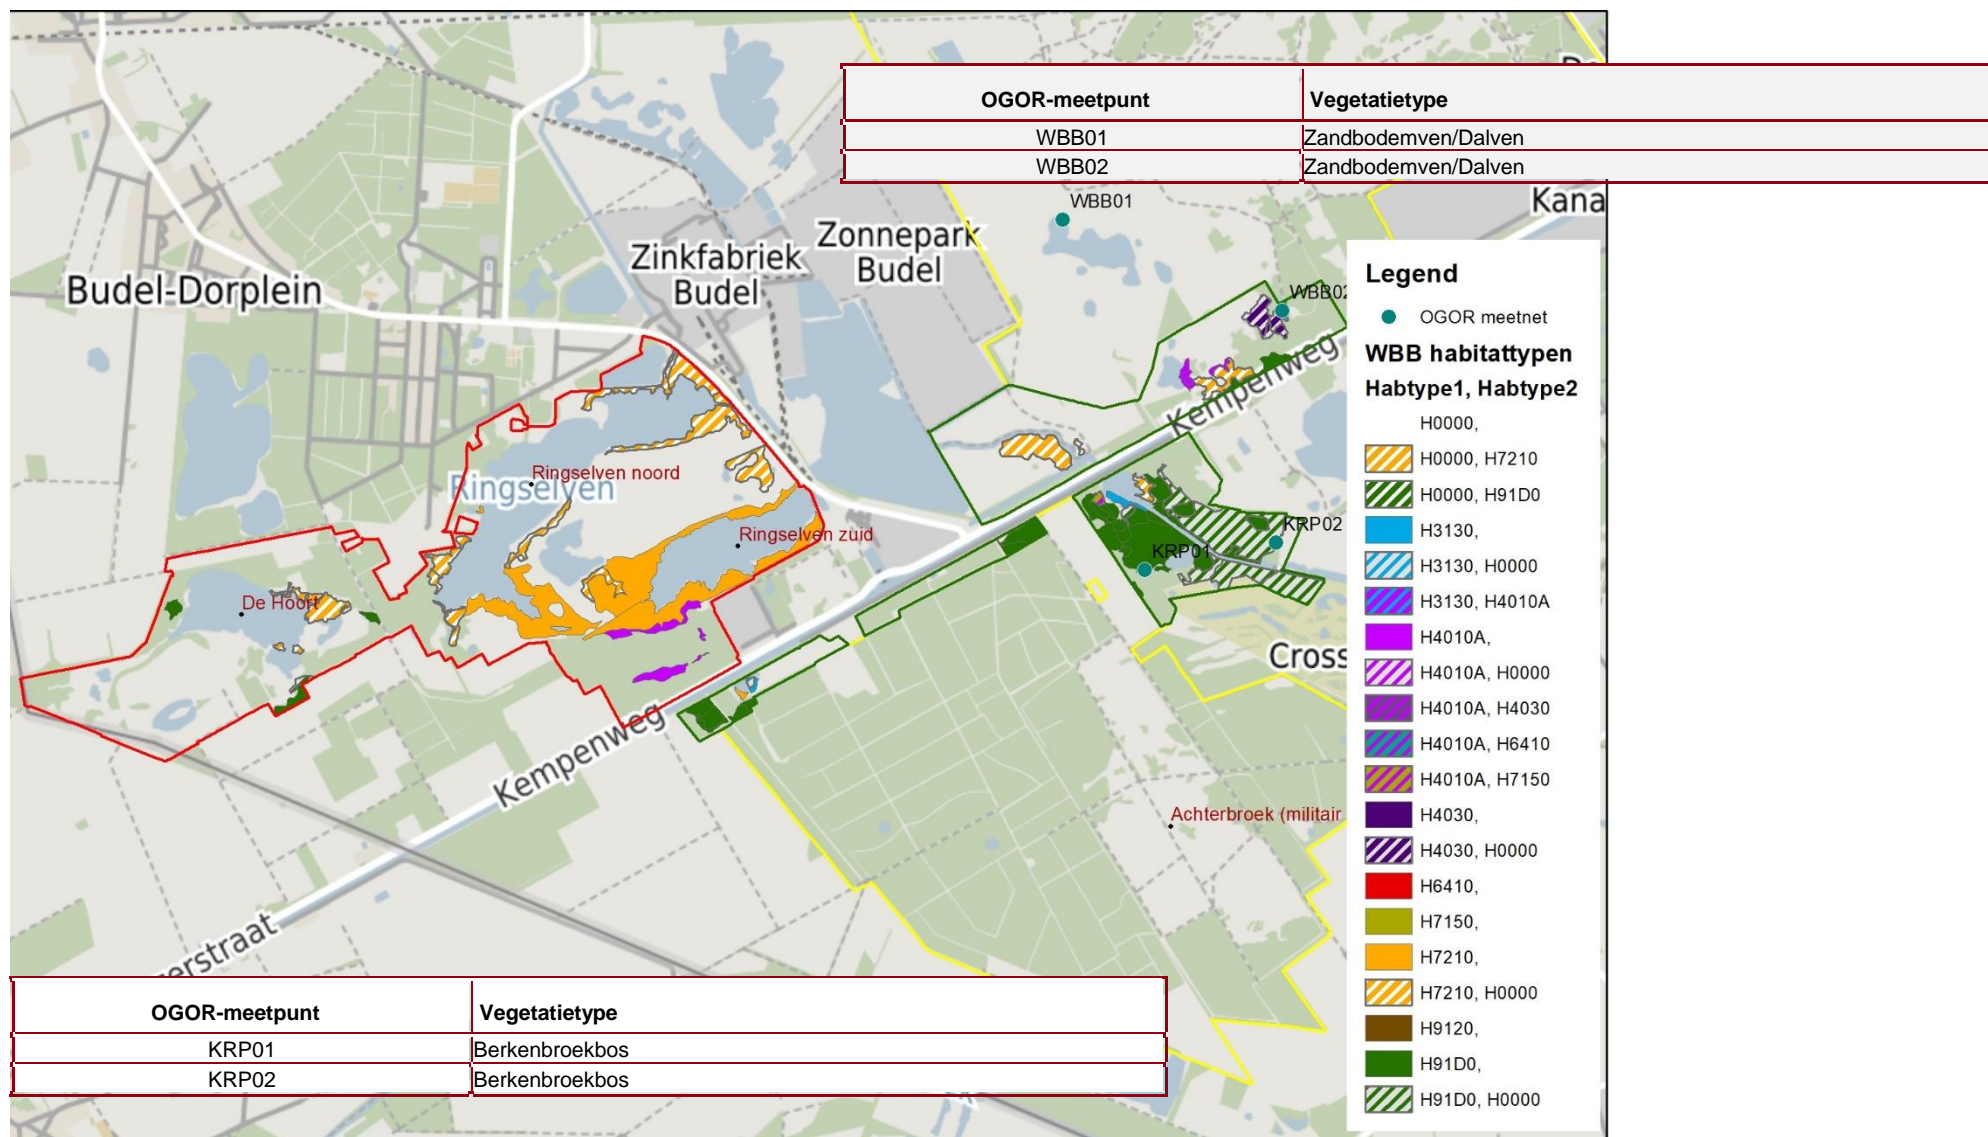 OGOR-meetpunt Vegetatietype
WBB01 Zandbodemven/Dalven
WBB02 Zandbodemven/Dalven
WBB01
Kana
Zonnepark
Budel
Zinkfabriek
Budel
Budel-Dorplein
WBB02
Kempenweg
Ringselven noord
Ringselven
Ringselven zuid
KRP02
KRP01
De Hoort
Cross
Kempenweg
Achterbroek (militair
erstraat
Legend
OGOR meetnet
WBB habitattypen
Habtype1, Habtype2
H0000,
H0000, H7210
H0000, H91D0
H3130,
H3130, H0000
H3130, H4010A
H4010A,
H4010A, H0000
H4010A, H4030
H4010A, H6410
H4010A, H7150
H4030,
H4030, H0000
H6410,
H7150,
H7210,
H7210, H0000
H9120,
H91D0,
H91D0, H0000
OGOR-meetpunt Vegetatietype
KRP01 Berkenbroekbos
KRP02 Berkenbroekbos